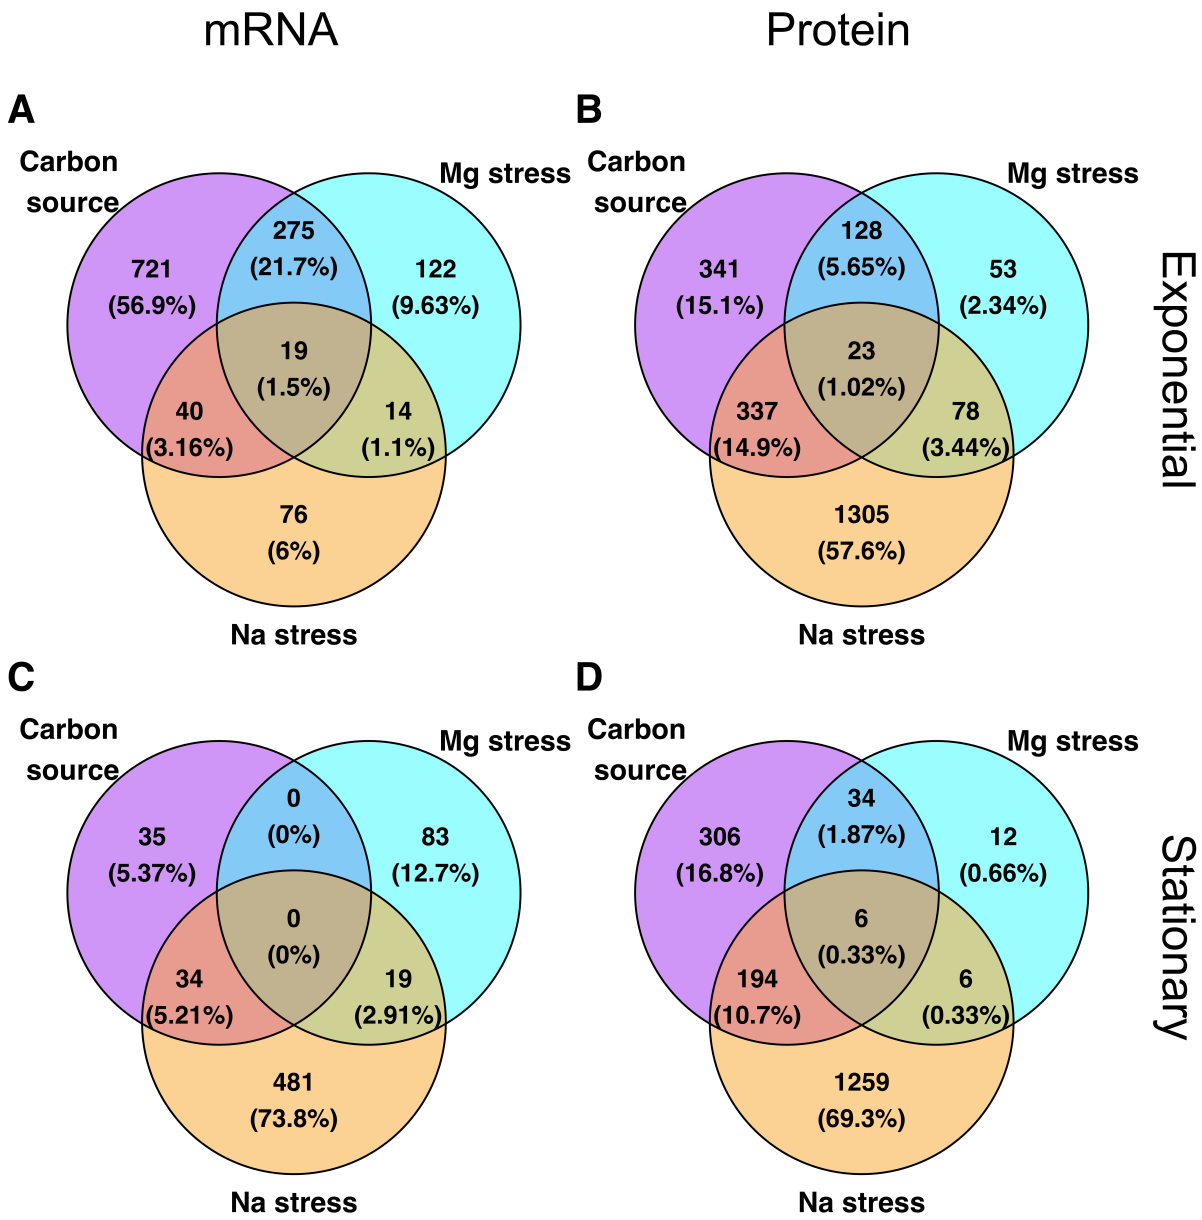 mRNA
Protein
A
B
Carbon
source
Mg stress
Carbon
source
Mg stress
275
(21.7%)
721
(56.9%)
122
(9.63%)
19
(1.5%)
40
(3.16%)
14
(1.1%)
76
(6%)
Na stress
128
(5.65%)
341
(15.1%)
53
(2.34%)
23
(1.02%)
337
(14.9%)
78
(3.44%)
1305
(57.6%)
Na stress
Exponential
C
D
Carbon
source
Mg stress
Carbon
source
Mg stress
0
(0%)
35
(5.37%)
83
(12.7%)
0
(0%)
34
(5.21%)
19
(2.91%)
481
(73.8%)
Na stress
34
(1.87%)
306
(16.8%)
12
(0.66%)
6
(0.33%)
194
(10.7%)
6
(0.33%)
1259
(69.3%)
Na stress
Stationary